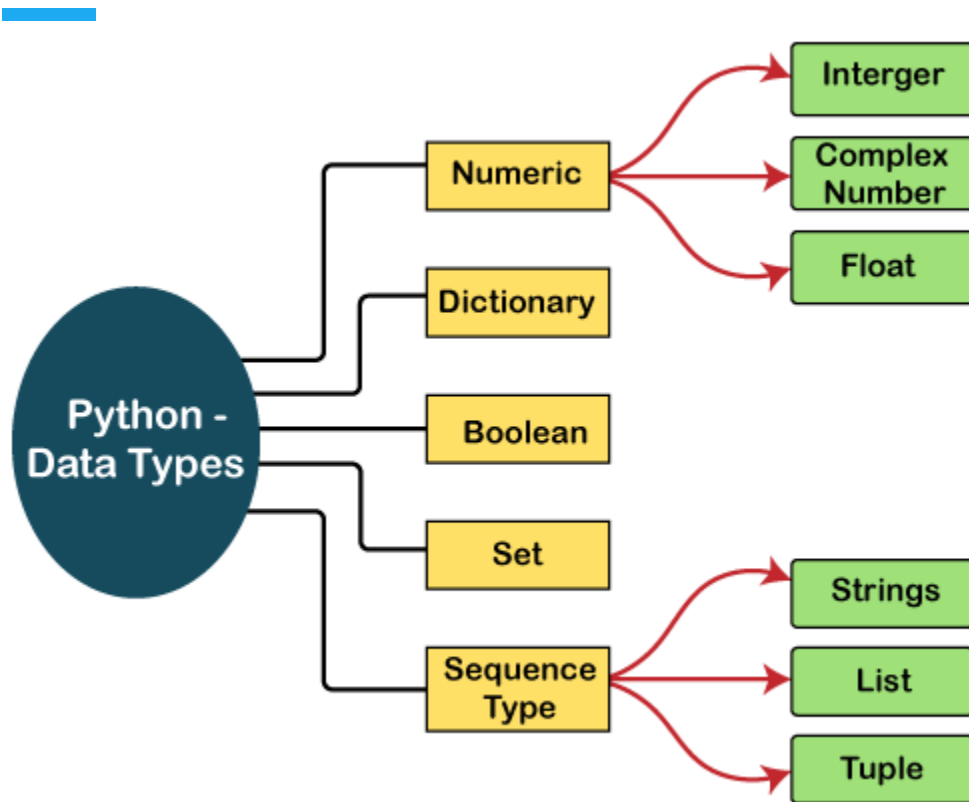 Python -
Data Types
Numeric
Dictionary
Boolean
Set
Sequence
Type
Interger
Complex
Number
Float
Strings
List
Tuple